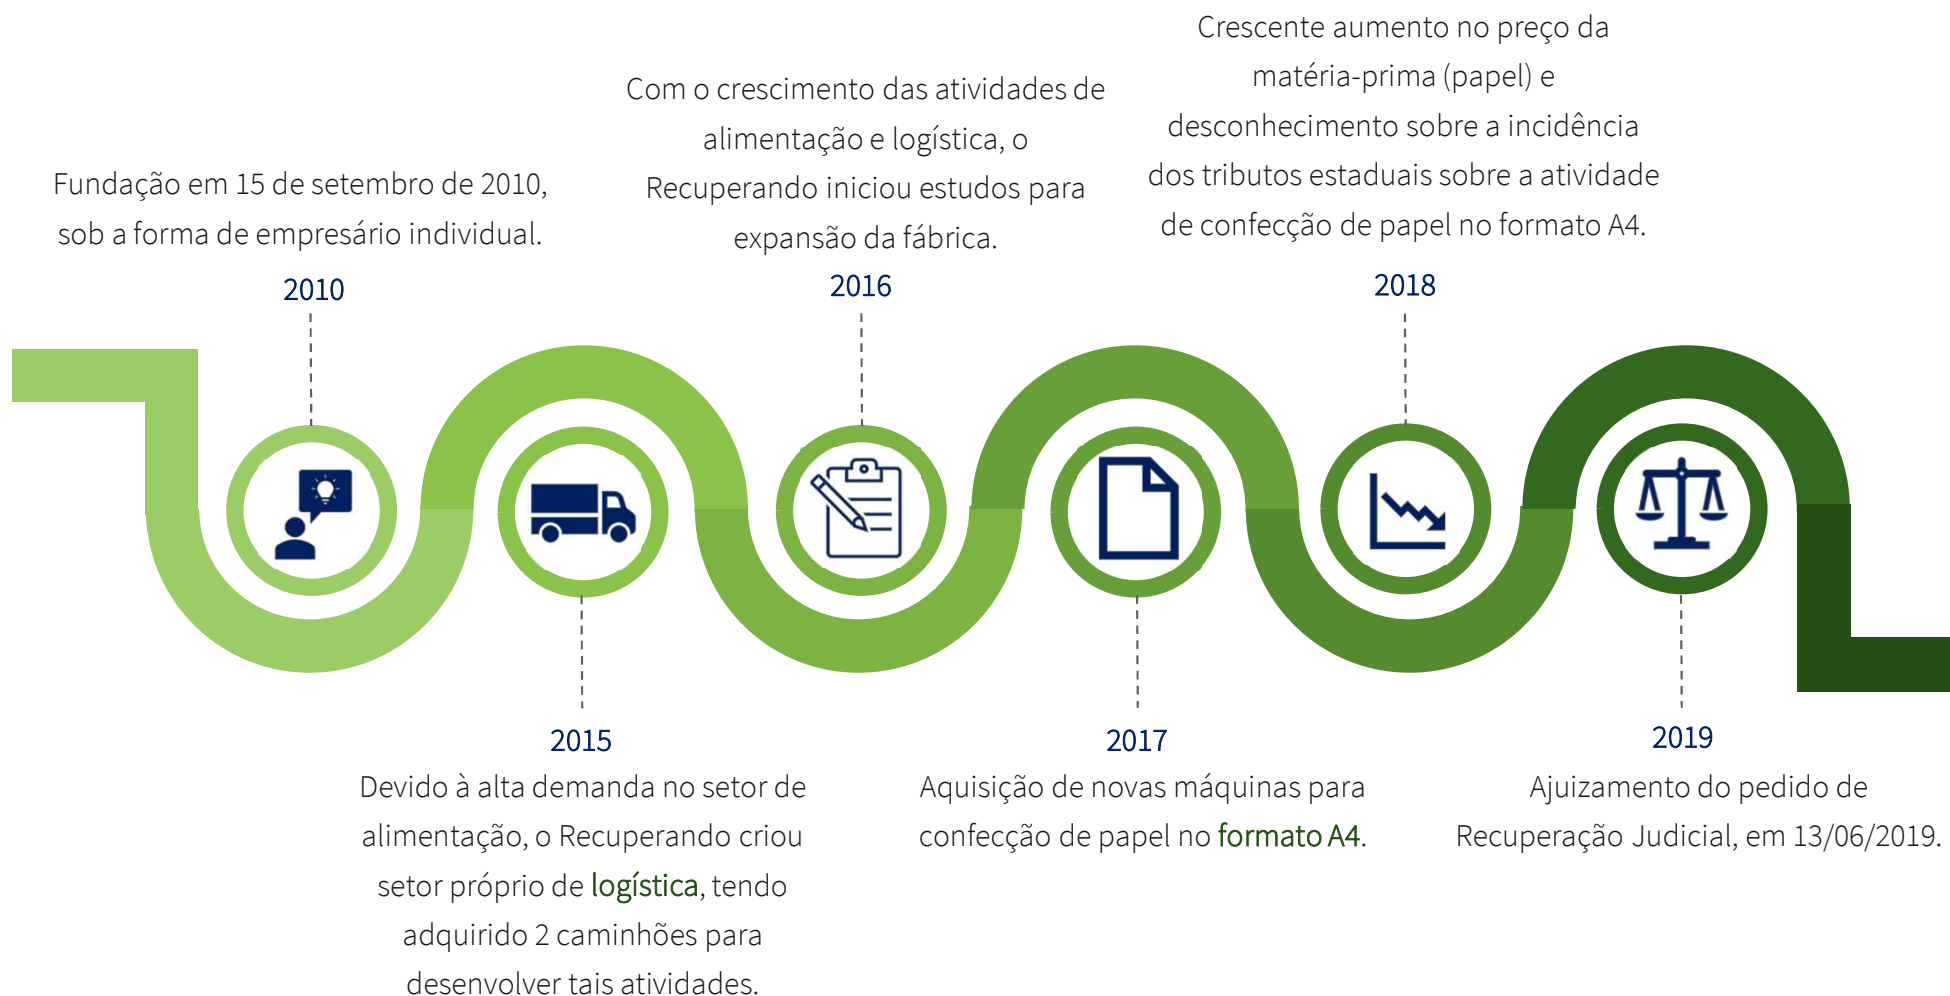 Fundação em 15 de setembro de 2010,
sob a forma de empresário individual.
2010
Devido à alta demanda no setor de
alimentação, o Recuperando criou
setor próprio de logística, tendo
adquirido 2 caminhões para
desenvolver tais atividades.
2015
Com o crescimento das atividades de
alimentação e logística, o
Recuperando iniciou estudos para
expansão da fábrica.
2016
2017
Aquisição de novas máquinas para
confecção de papel no formato A4.
Crescente aumento no preço da
matéria-prima (papel) e
desconhecimento sobre a incidência
dos tributos estaduais sobre a atividade
de confecção de papel no formato A4.
2018
2019
Ajuizamento do pedido de
Recuperação Judicial, em 13/06/2019.